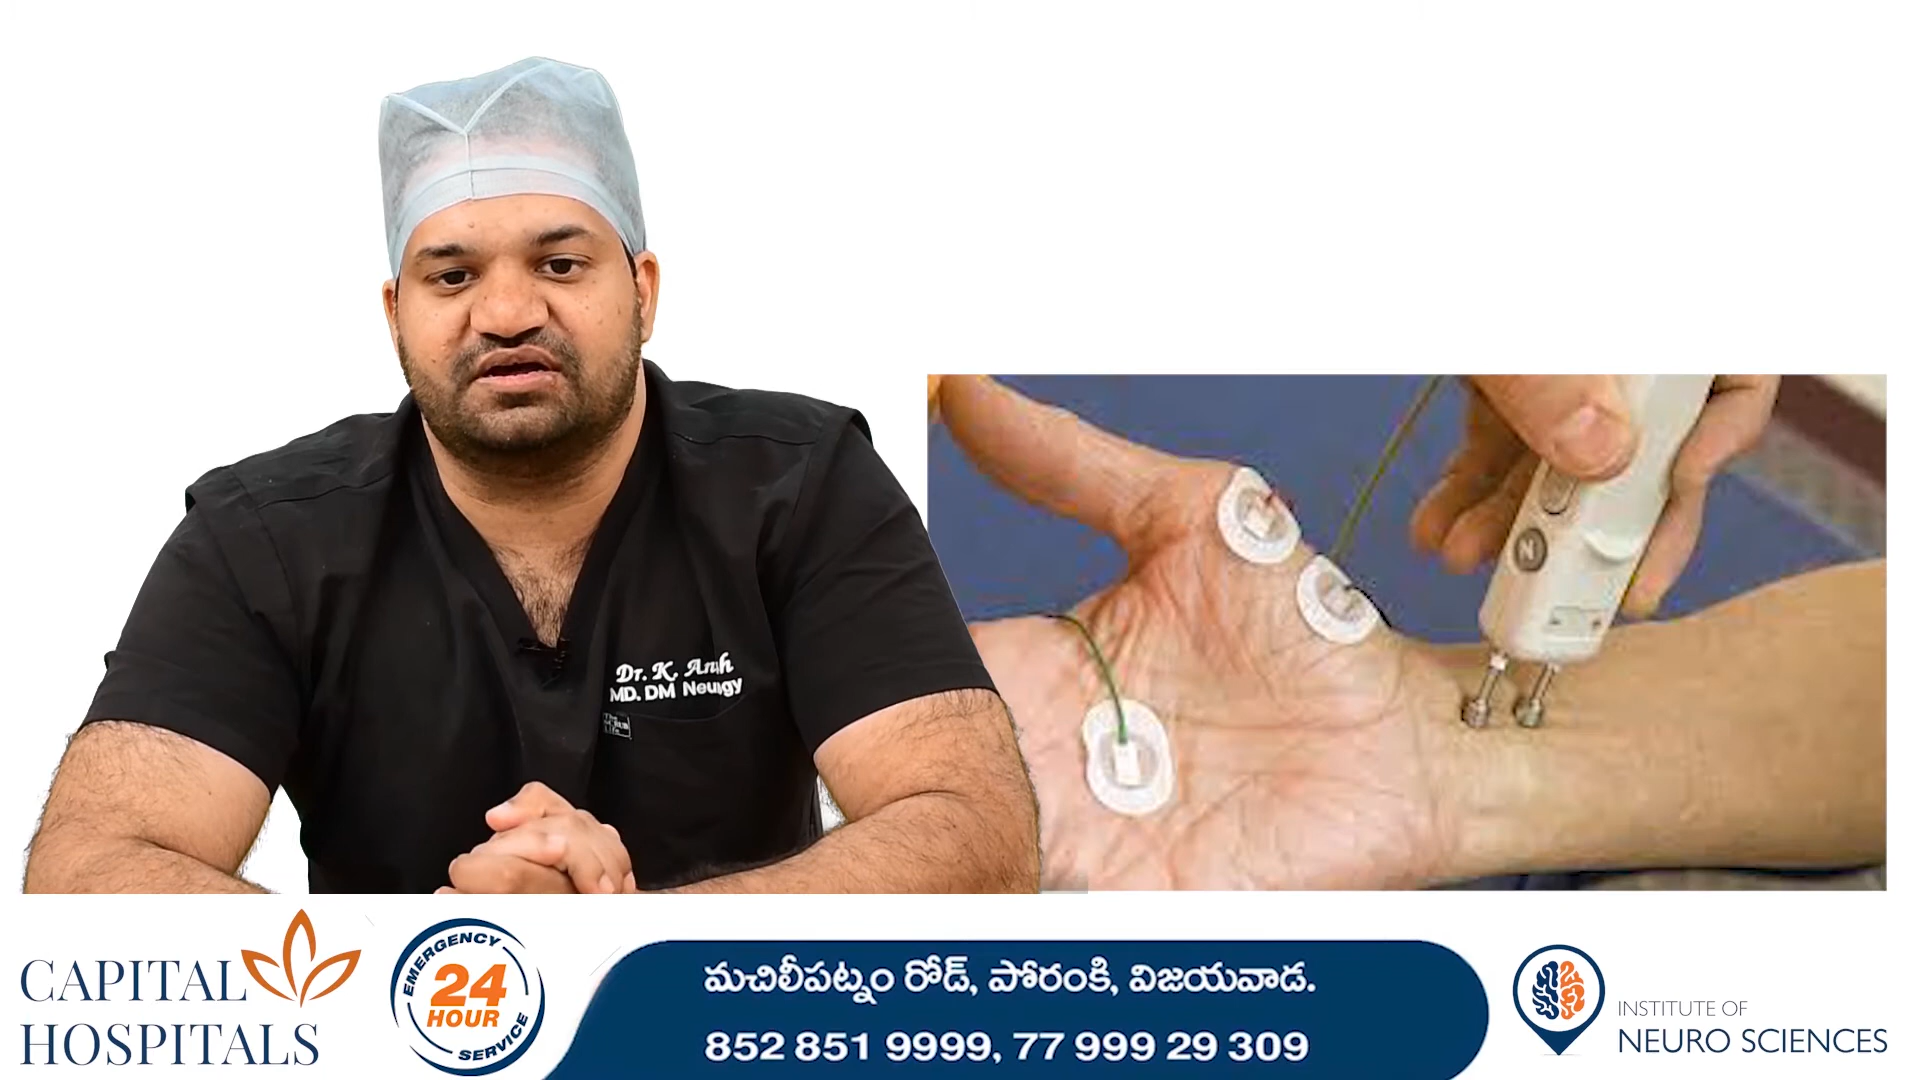 Dr. K.
MD. DM
N
CAPITAL
HOSPITALS
EMERGENCY
24
HOUR
SERVICE
మచిలీపట్నం రోడ్, పోరంకి, విజయవాడ.
852 851 9999, 77 999 29 309
INSTITUTE OF
NEURO SCIENCES